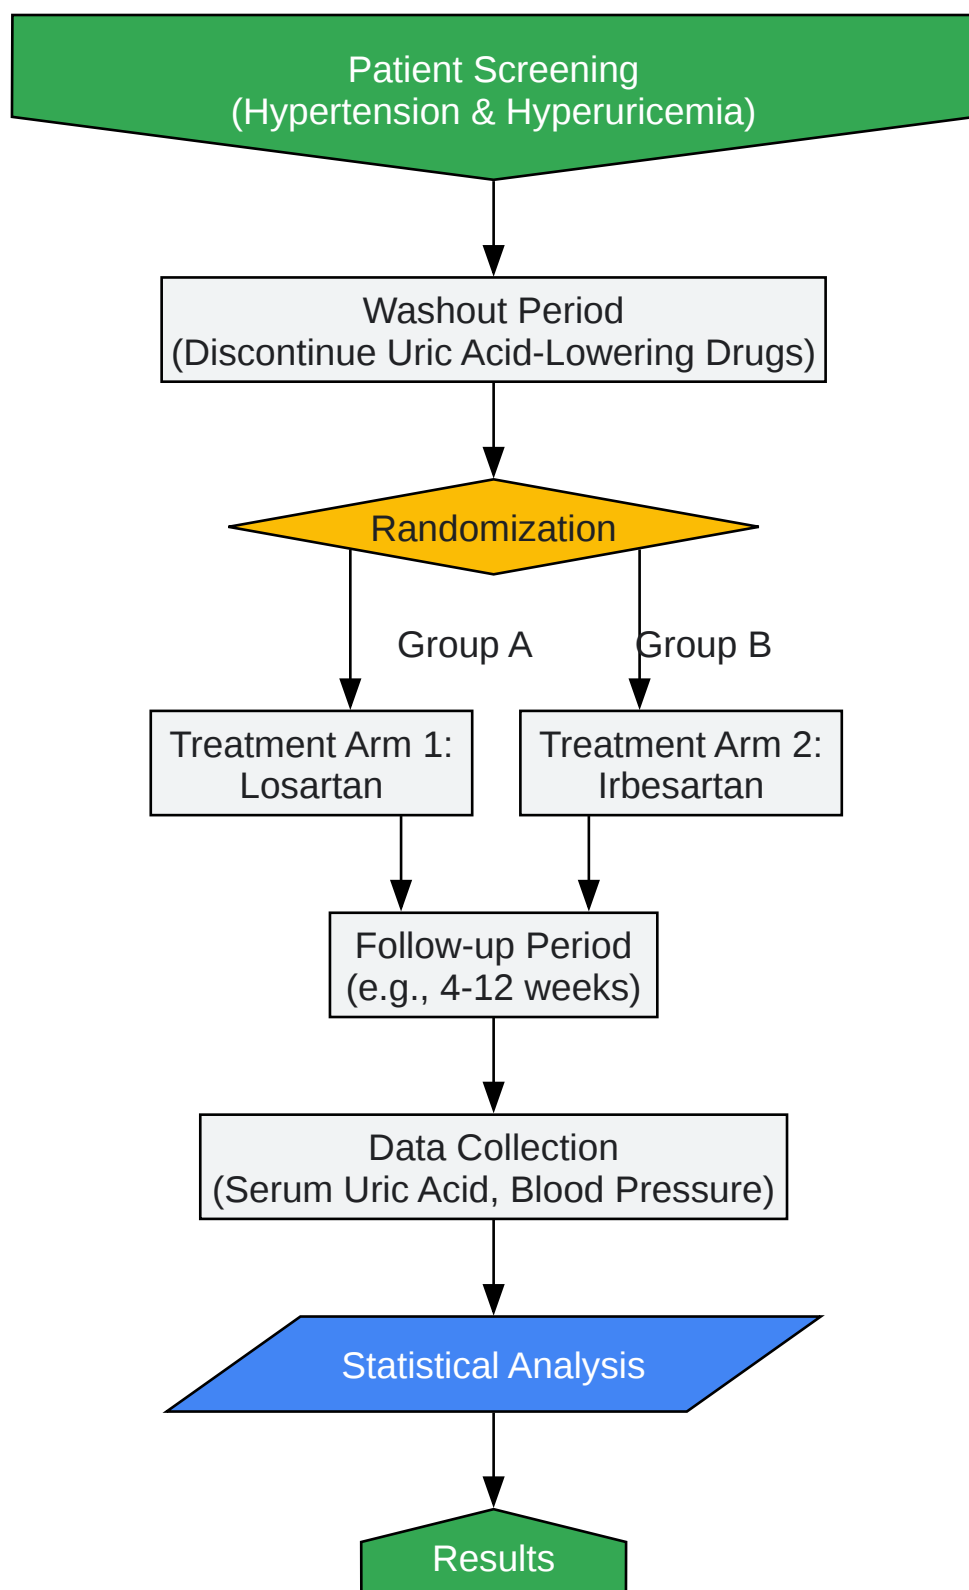 Patient Screening
(Hypertension & Hyperuricemia)
Washout Period
(Discontinue Uric Acid-Lowering Drugs)
Randomization
Group A
Group B
Treatment Arm 1:
Losartan
Treatment Arm 2:
Irbesartan
Follow-up Period
(e.g., 4-12 weeks)
Data Collection
(Serum Uric Acid, Blood Pressure)
Statistical Analysis
Results